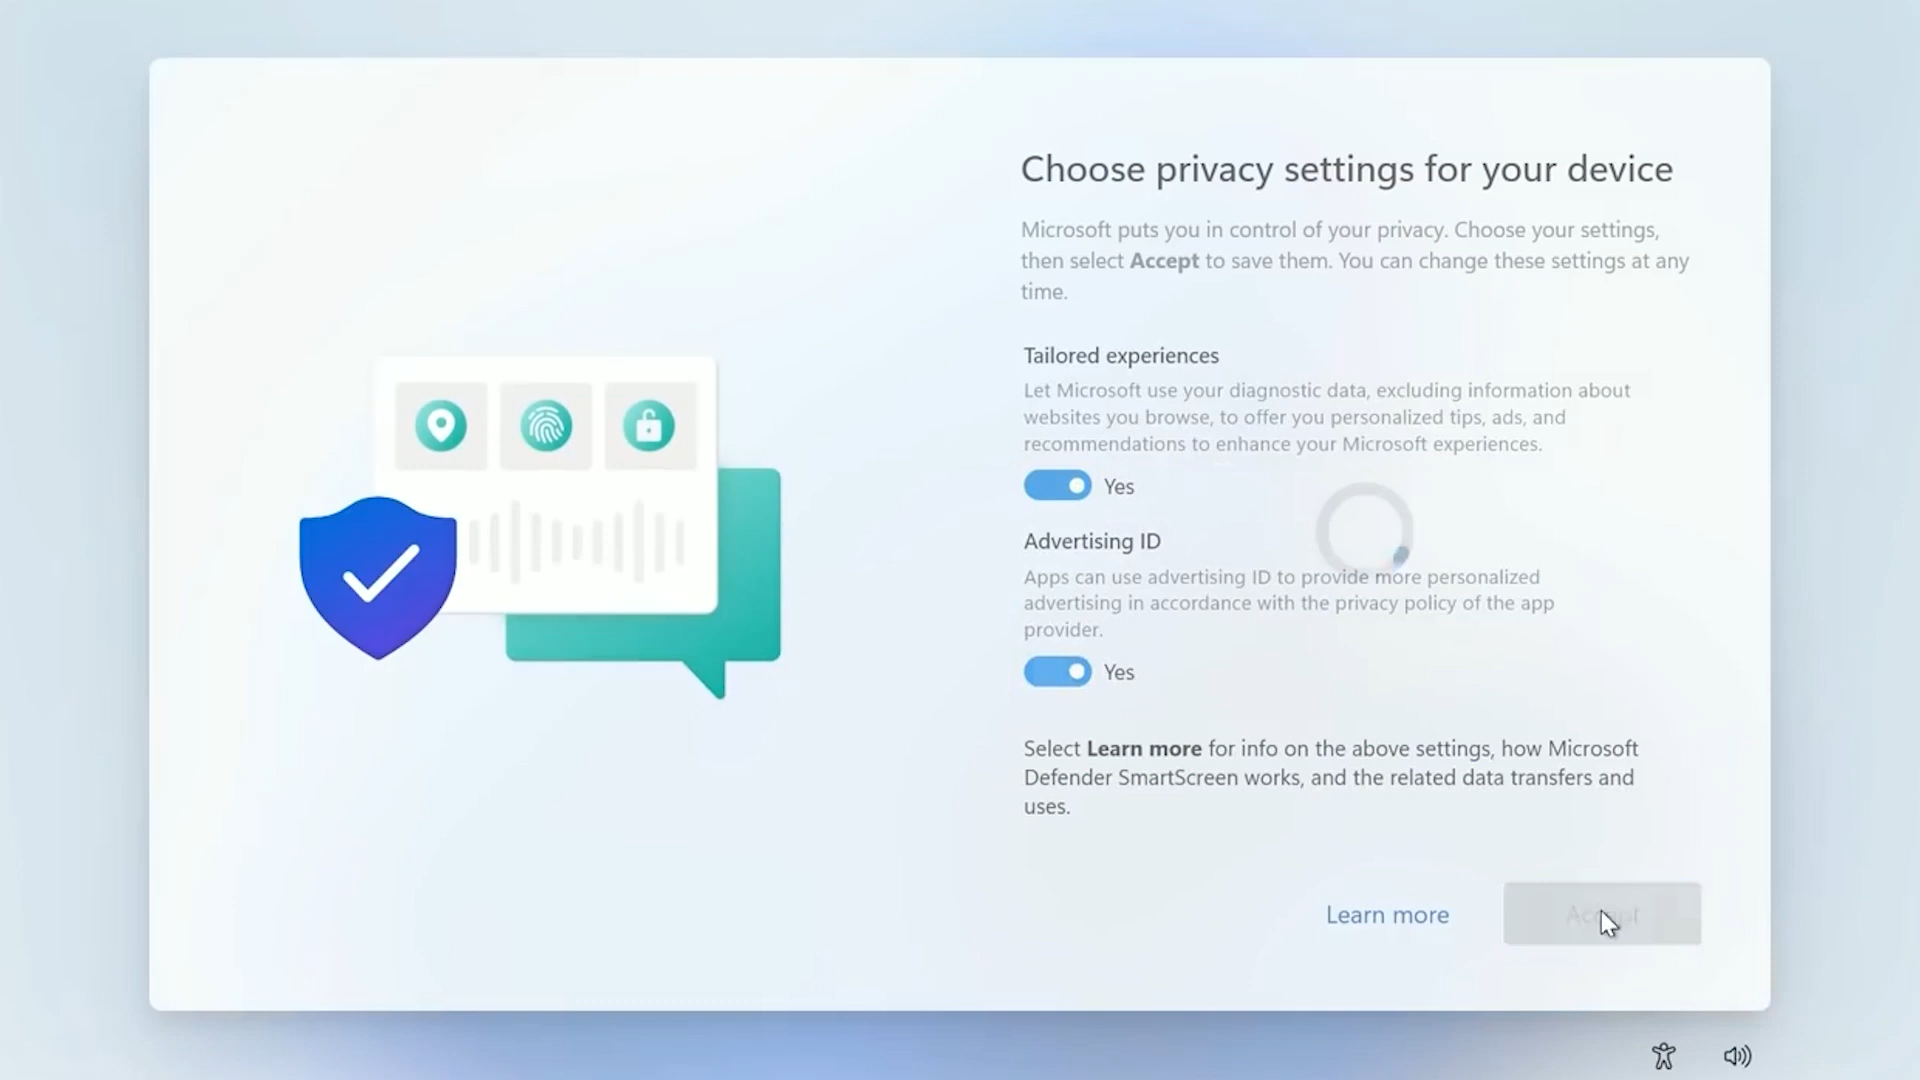 Choose privacy settings for your device
Microsoft puts you in control of your privacy. Choose your settings,
then select Accept to save them. You can change these settings at any
time.
Tailored experiences
Let Microsoft use your diagnostic data, excluding information about
websites you browse, to offer you personalized tips, ads, and
recommendations to enhance your Microsoft experiences.
Yes
Advertising ID
Apps can use advertising ID to provide more personalized
advertising in accordance with the privacy policy of the app
provider.
Yes
Select Learn more for info on the above settings, how Microsoft
Defender SmartScreen works, and the related data transfers and
uses.
Learn more
Accept